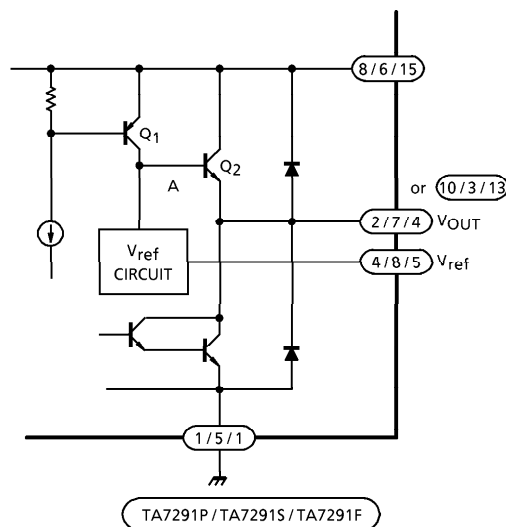 8/6/15
Q1
Q2
A
or 10/3/13
2/7/4 VOUT
Vref
CIRCUIT
4/8/5 Vref
1/5/1
TA7291P/TA7291S/TA7291F